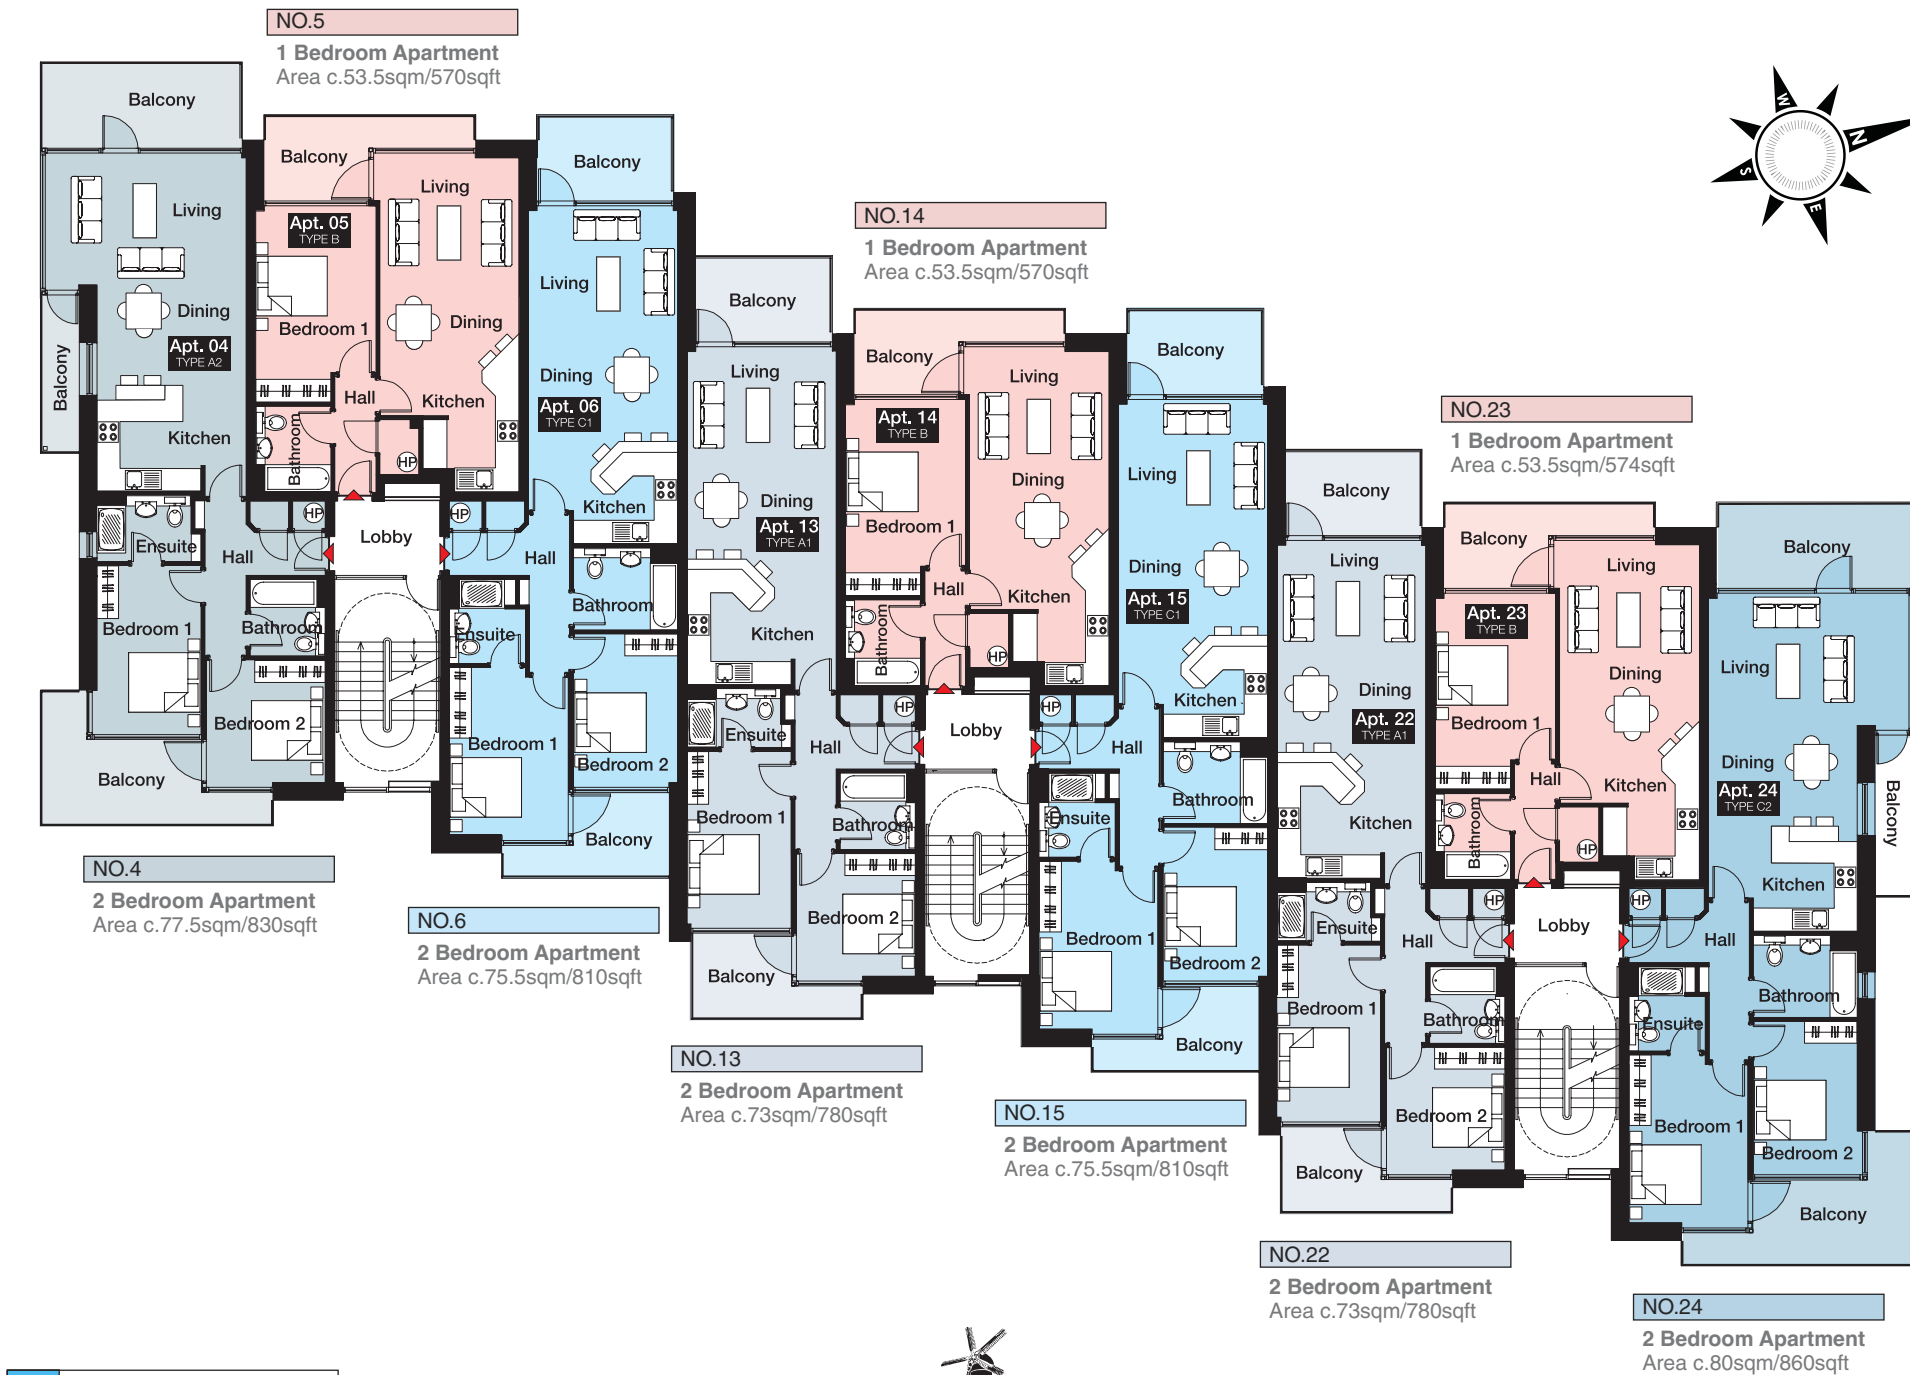 NO.5
1 Bedroom Apartment
Area c.53.5sqm/570sqft
Balcony
Living
Dining
Apt. 04
TYPE A2
Balcony
Kitchen
Ensuite
Hall
HP
Bedroom 1
Bathroom
Bedroom 2
Balcony
Balcony
Living
Apt. 05
TYPE B
Bedroom 1
Dining
Hall
Kitchen
Bathroom
HP
Lobby
Balcony
Living
Dining
Apt. 06
TYPE C1
Kitchen
HP
Hall
Bathroom
Ensuite
Bedroom 1
Bedroom 2
Balcony
NO.4
2 Bedroom Apartment
Area c.77.5sqm/830sqft
NO.6
2 Bedroom Apartment
Area c.75.5sqm/810sqft
W
N
S
E
NO.14
1 Bedroom Apartment
Area c.53.5sqm/570sqft
Balcony
Living
Dining
Apt. 13
TYPE A1
Kitchen
Ensuite
Hall
HP
Bedroom 1
Bathroom
Bedroom 2
Balcony
Balcony
Living
Apt. 14
TYPE B
Dining
Bedroom 1
Hall
Kitchen
Bathroom
HP
Lobby
Balcony
Living
Dining
Apt. 15
TYPE C1
Kitchen
HP
Hall
Bathroom
Ensuite
Bedroom 1
Bedroom 2
Balcony
NO.13
2 Bedroom Apartment
Area c.73sqm/780sqft
NO.15
2 Bedroom Apartment
Area c.75.5sqm/810sqft
NO.23
1 Bedroom Apartment
Area c.53.5sqm/574sqft
Balcony
Living
Dining
Apt. 22
TYPE A1
Kitchen
Ensuite
Hall
HP
Bedroom 1
Bathroom
Bedroom 2
Balcony
Balcony
Living
Apt. 23
TYPE B
Dining
Bedroom 1
Hall
Kitchen
Bathroom
HP
Lobby
Balcony
Living
Dining
Apt. 24
TYPE C2
Balcony
Kitchen
HP
Hall
Bathroom
Ensuite
Bedroom 1
Bedroom 2
Balcony
NO.22
2 Bedroom Apartment
Area c.73sqm/780sqft
NO.24
2 Bedroom Apartment
Area c.80sqm/860sqft